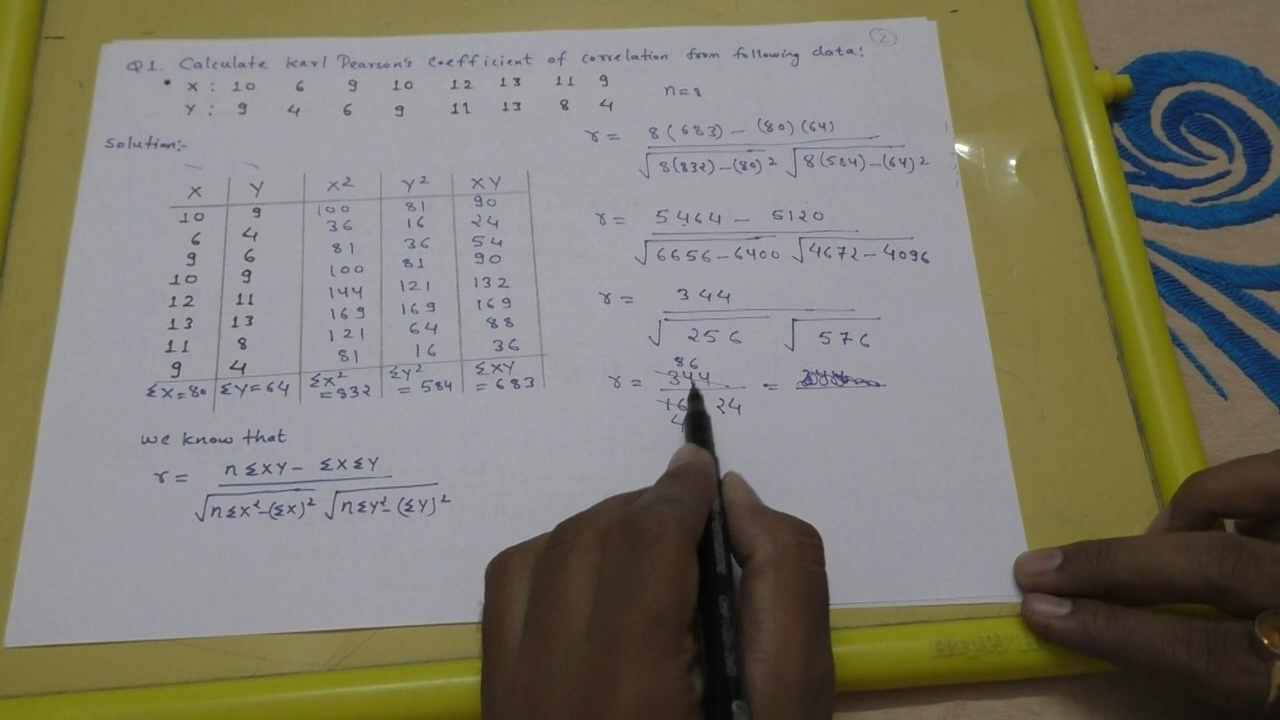 2
Q1. Calculate Karl Pearson's Coefficient of correlation from following data:
X : 10 6 9 10 12 13 11 9
Y : 9 4 6 9 11 13 8 4
n=8
Solution:-
X Y X2 Y² XY
10 9 100 81 90
6 4 36 16 24
9 6 81 36 54
10 9 100 81 90
12 11 144 121 132
13 13 169 169 169
11 8 121 64 88
9 4 81 16 36
ΣX=80 ΣY=64 ΣX²=832 ΣY²=584 ΣXY=683
we know that
r = nΣXY - ΣXΣY
√nΣX²-(ΣX)² √nΣY²-(ΣY)²
r = 8(683) - (80)(64)
√8(832)-(80)² √8(584)-(64)²
r = 5464 - 5120
√6656-6400 √4672-4096
r = 344
√256 √576
86
r = 344 =
16 24
4